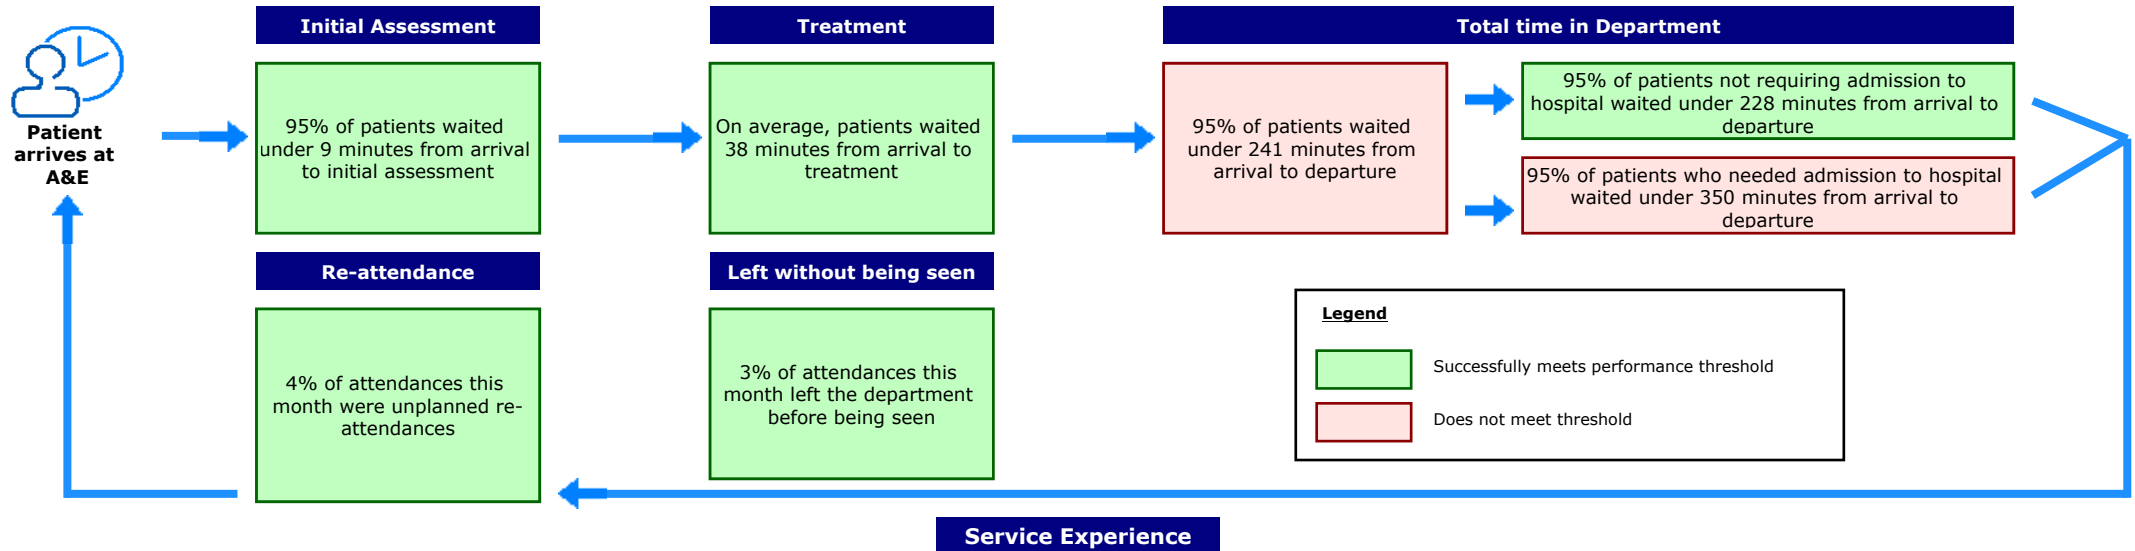 Patient
arrives at
A&E
Initial Assessment
95% of patients waited
under 9 minutes from arrival
to initial assessment
Treatment
On average, patients waited
38 minutes from arrival to
treatment
Total time in Department
95% of patients waited
under 241 minutes from
arrival to departure
95% of patients not requiring admission to
hospital waited under 228 minutes from arrival to
departure
95% of patients who needed admission to hospital
waited under 350 minutes from arrival to
departure
Re-attendance
4% of attendances this
month were unplanned re-
attendances
Left without being seen
3% of attendances this
month left the department
before being seen
Legend
Successfully meets performance threshold
Does not meet threshold
Service Experience